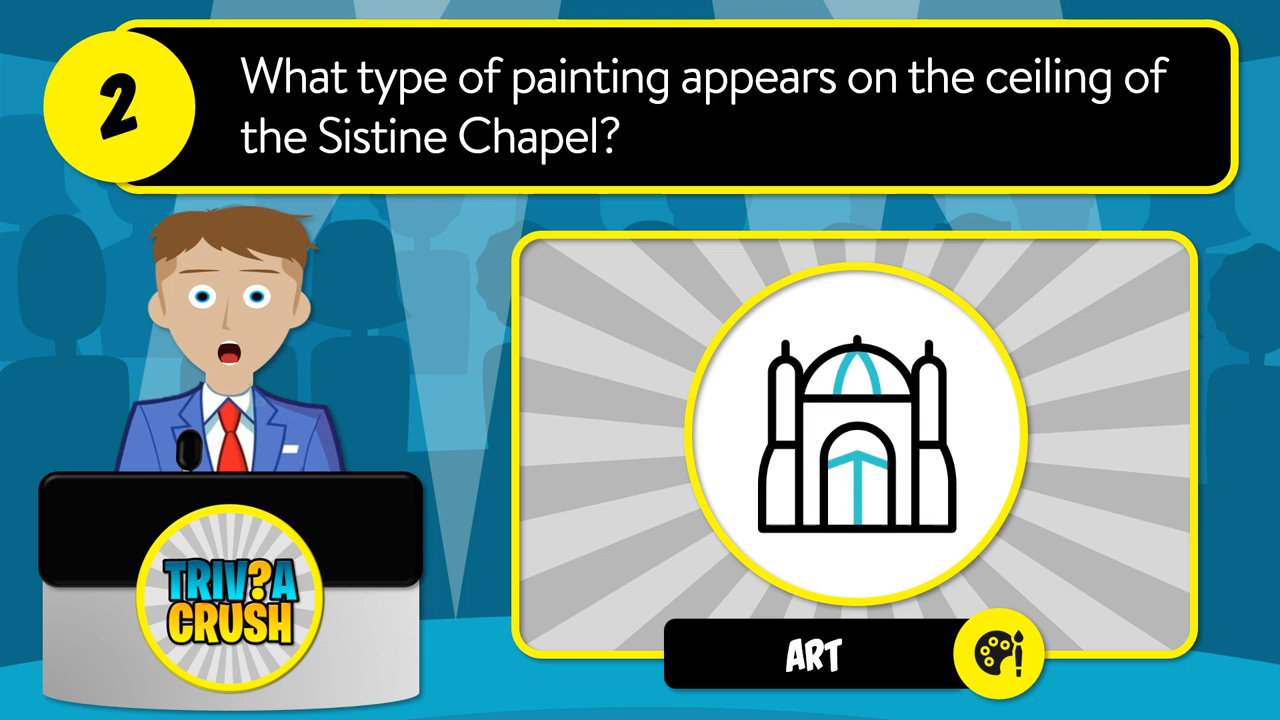 2
What type of painting appears on the ceiling of
the Sistine Chapel?
TRIV?A
CRUSH
ART